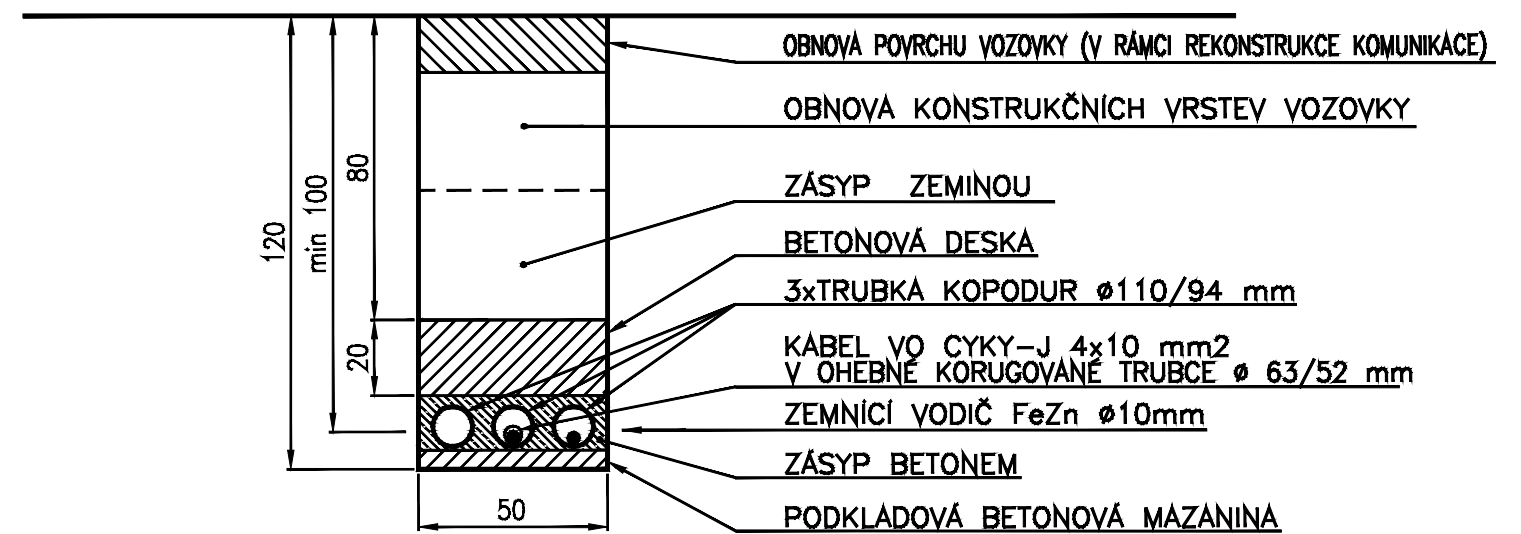 OBNOVA POVRCHU VOZOVKY (V RÁMCI REKONSTRUKCE KOMUNIKACE)
OBNOVA KONSTRUKČNÍCH VRSTEV VOZOVKY
ZÁSYP ZEMINOU
BETONOVÁ DESKA
3xTRUBKA KOPODUR ø110/94 mm
KABEL VO CYKY-J 4x10 mm2
V OHEBNÉ KORUGOVANÉ TRUBCE ø 63/52 mm
ZEMNÍCÍ VODIČ FeZn ø10mm
ZÁSYP BETONEM
PODKLADOVÁ BETONOVÁ MAZANINA
120
min 100
80
20
50